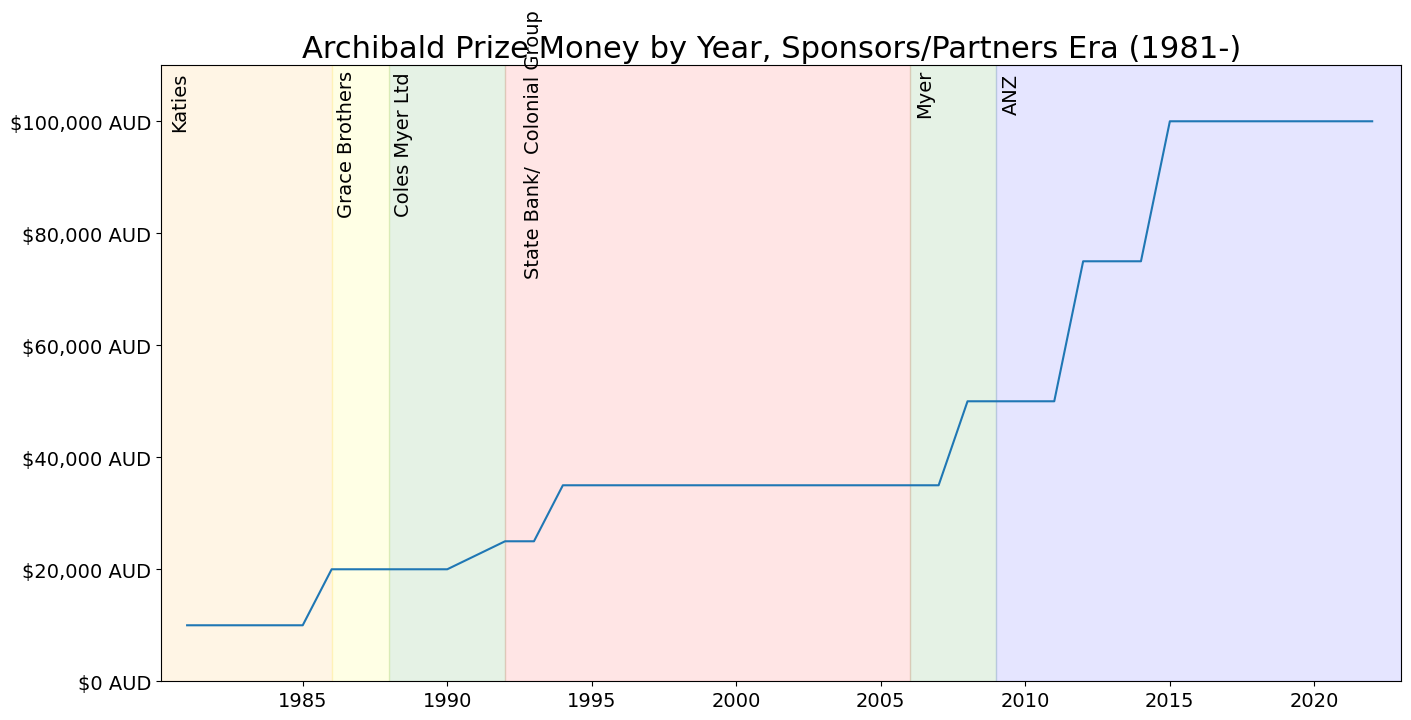 Archibald Prize Money by Year, Sponsors/Partners Era (1981-)
Katies
Grace Brothers
Coles Myer Ltd
State Bank/  Colonial Group
Myer
ANZ
$100,000 AUD
$80,000 AUD
$60,000 AUD
$40,000 AUD
$20,000 AUD
$0 AUD
1985
1990
1995
2000
2005
2010
2015
2020